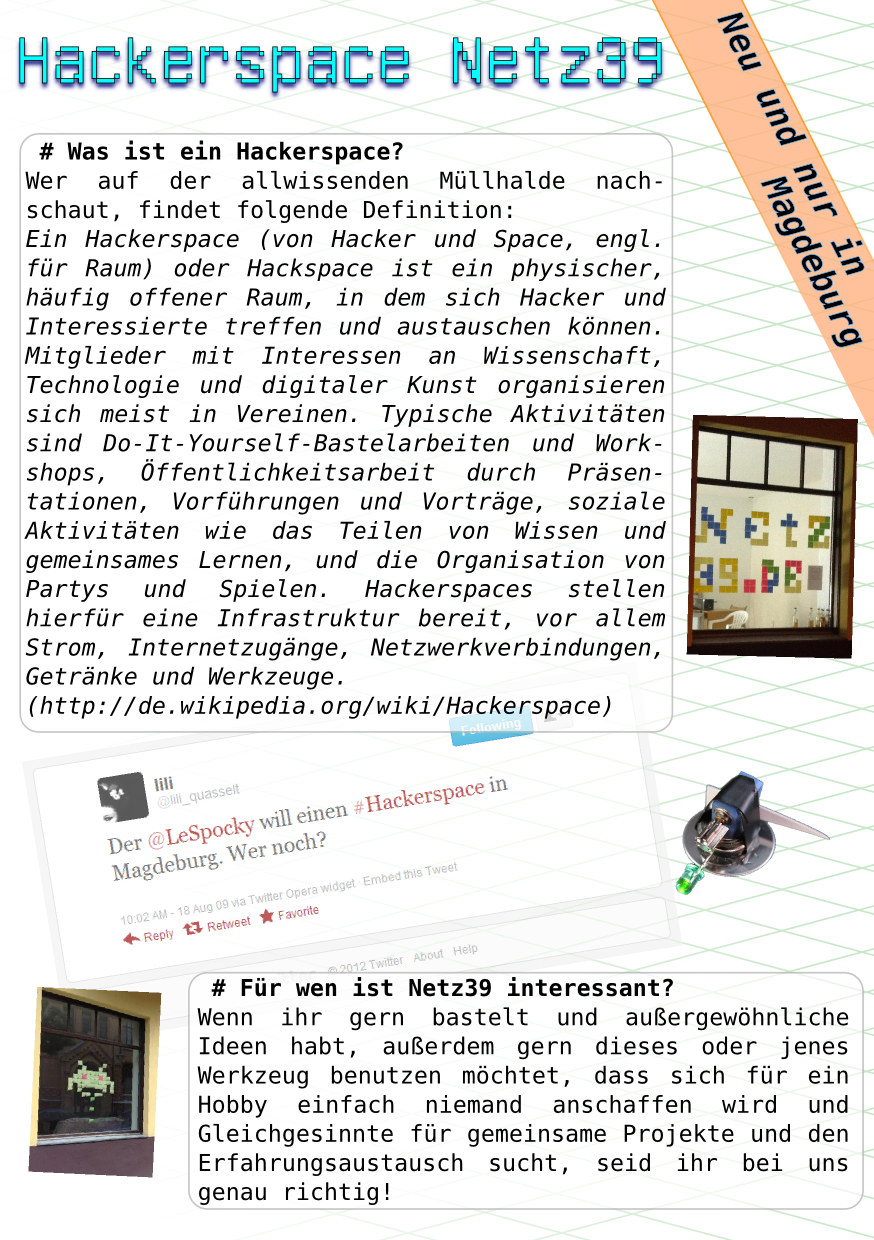 Hackerspace Netz39
Neu und nur in
Magdeburg
# Was ist ein Hackerspace?
Wer auf der allwissenden Müllhalde nach-
schaut, findet folgende Definition:
Ein Hackerspace (von Hacker und Space, engl.
für Raum) oder Hackspace ist ein physischer,
häufig offener Raum, in dem sich Hacker und
Interessierte treffen und austauschen können.
Mitglieder mit Interessen an Wissenschaft,
Technologie und digitaler Kunst organisieren
sich meist in Vereinen. Typische Aktivitäten
sind Do-It-Yourself-Bastelarbeiten und Work-
shops, Öffentlichkeitsarbeit durch Präsen-
tationen, Vorführungen und Vorträge, soziale
Aktivitäten wie das Teilen von Wissen und
gemeinsames Lernen, und die Organisation von
Partys und Spielen. Hackerspaces stellen
hierfür eine Infrastruktur bereit, vor allem
Strom, Internetzugänge, Netzwerkverbindungen,
Getränke und Werkzeuge.
(http://de.wikipedia.org/wiki/Hackerspace)
NEtZ
39.DE
Following
lili
@lili_quasselt
Der @LeSpocky will einen #Hackerspace in
Magdeburg. Wer noch?
10:02 AM - 18 Aug 09 via Twitter Opera widget · Embed this Tweet
Reply Retweet Favorite
© 2012 Twitter About Help
# Für wen ist Netz39 interessant?
Wenn ihr gern bastelt und außergewöhnliche
Ideen habt, außerdem gern dieses oder jenes
Werkzeug benutzen möchtet, dass sich für ein
Hobby einfach niemand anschaffen wird und
Gleichgesinnte für gemeinsame Projekte und den
Erfahrungsaustausch sucht, seid ihr bei uns
genau richtig!